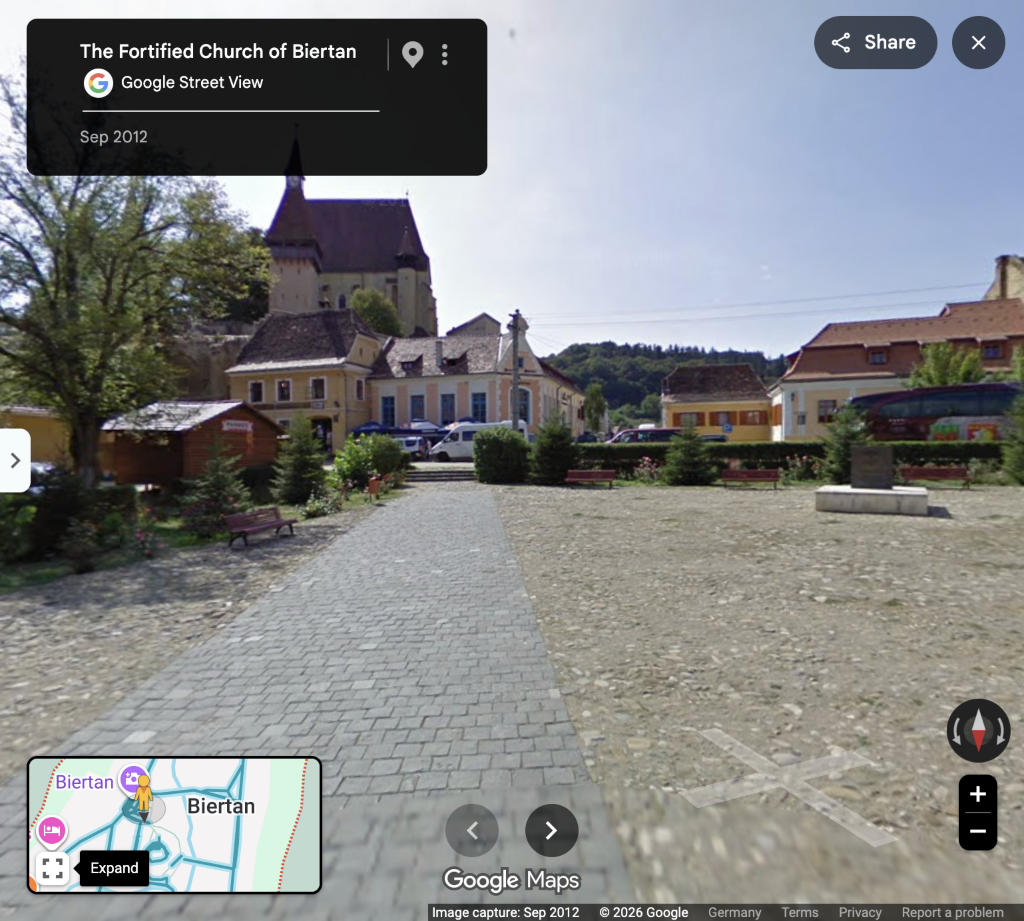 The Fortified Church of Biertan
Google Street View
Sep 2012
Share
Biertan
Biertan
Expand
Google Maps
Image capture: Sep 2012 © 2026 Google Germany Terms Privacy Report a problem